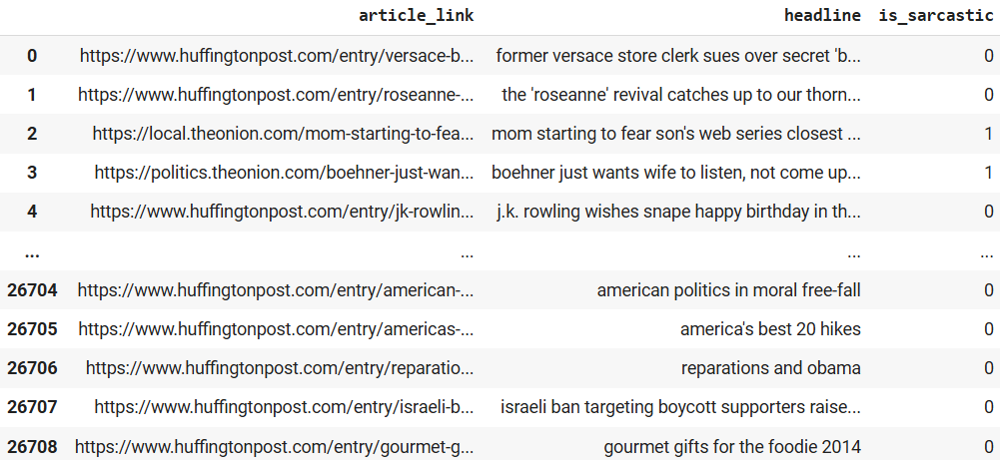 article_link headline is_sarcastic
0 https://www.huffingtonpost.com/entry/versace-b... former versace store clerk sues over secret 'b... 0
1 https://www.huffingtonpost.com/entry/roseanne-... the 'roseanne' revival catches up to our thorn... 0
2 https://local.theonion.com/mom-starting-to-fea... mom starting to fear son's web series closest ... 1
3 https://politics.theonion.com/boehner-just-wan... boehner just wants wife to listen, not come up... 1
4 https://www.huffingtonpost.com/entry/jk-rowlin... j.k. rowling wishes snape happy birthday in th... 0
... ... ... ...
26704 https://www.huffingtonpost.com/entry/american-... american politics in moral free-fall 0
26705 https://www.huffingtonpost.com/entry/americas-... america's best 20 hikes 0
26706 https://www.huffingtonpost.com/entry/reparatio... reparations and obama 0
26707 https://www.huffingtonpost.com/entry/israeli-b... israeli ban targeting boycott supporters raise... 0
26708 https://www.huffingtonpost.com/entry/gourmet-g... gourmet gifts for the foodie 2014 0